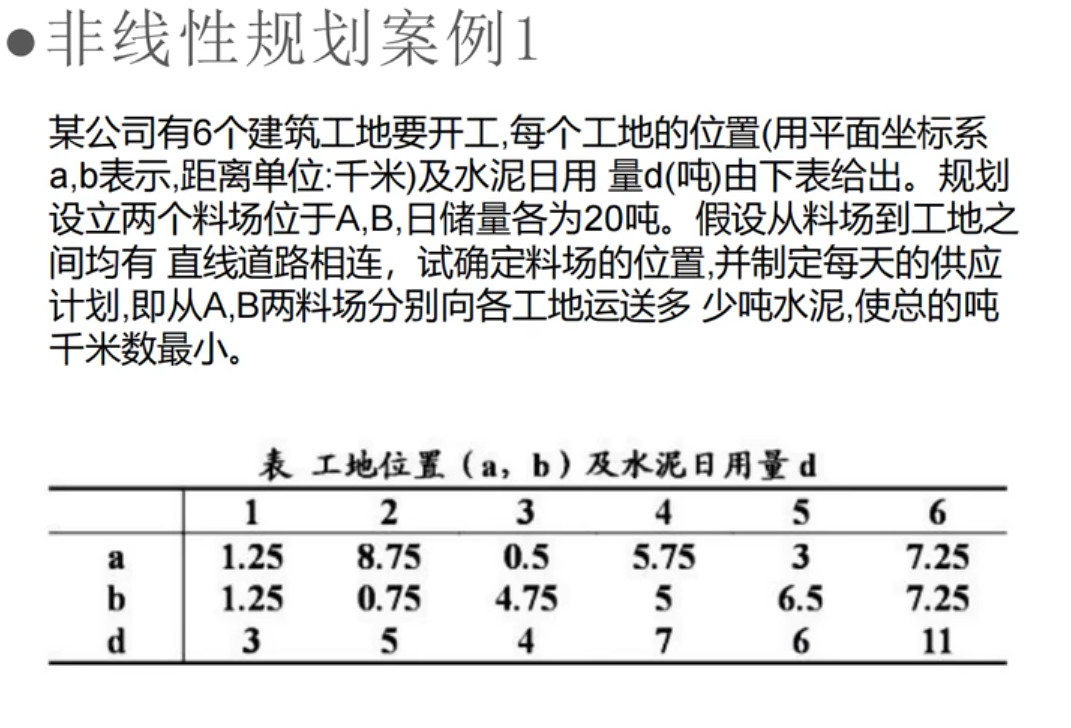 ●非线性规划案例1
某公司有6个建筑工地要开工,每个工地的位置(用平面坐标系
a,b表示,距离单位:千米)及水泥日用 量d(吨)由下表给出。规划
设立两个料场位于A,B,日储量各为20吨。假设从料场到工地之
间均有 直线道路相连，试确定料场的位置,并制定每天的供应
计划,即从A,B两料场分别向各工地运送多 少吨水泥,使总的吨
千米数最小。
表 工地位置（a，b）及水泥日用量 d
1 2 3 4 5 6
a 1.25 8.75 0.5 5.75 3 7.25
b 1.25 0.75 4.75 5 6.5 7.25
d 3 5 4 7 6 11